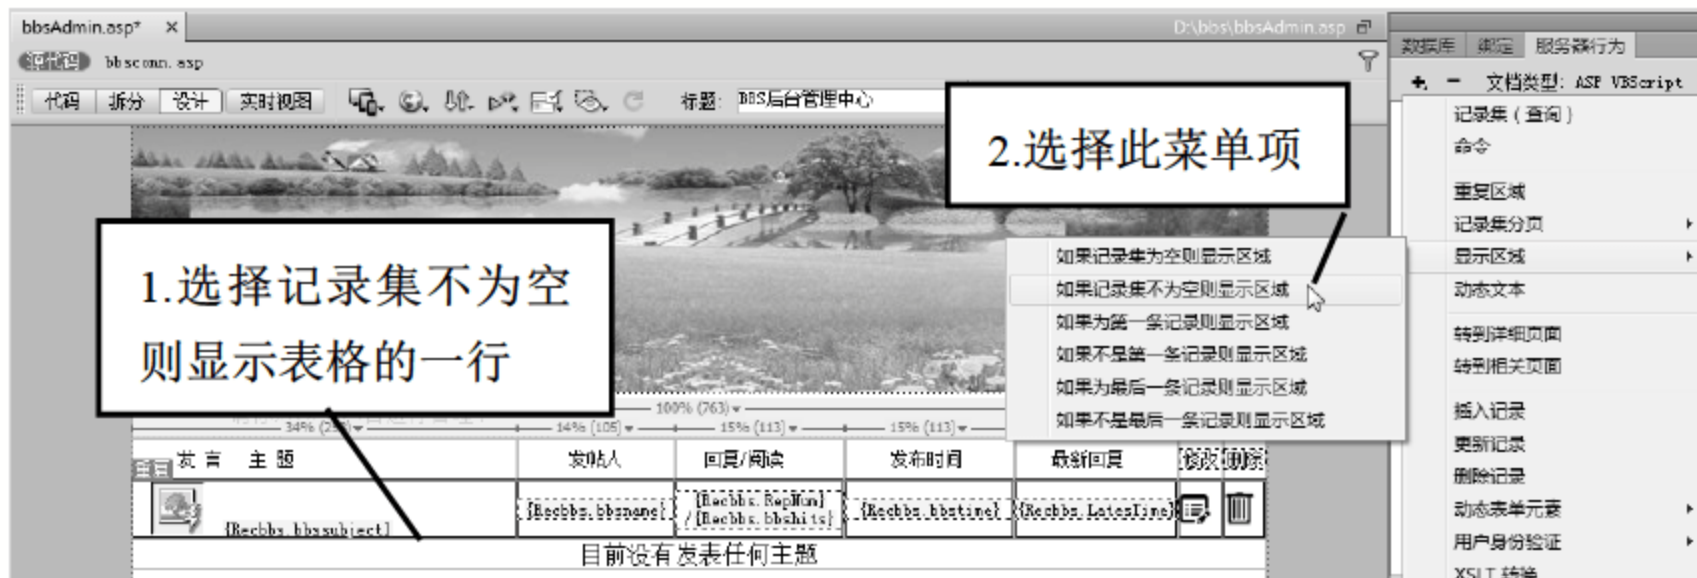 bbsAdmin.asp* ×
D:\bbs\bbsAdmin.asp
源代码 bbsconn.asp
代码 拆分 设计 实时视图 标题: BBS后台管理中心
数据库 绑定 服务器行为
+ - 文档类型: ASP VBScript
记录集(查询)
命令
重复区域
记录集分页
显示区域
动态文本
转到详细页面
转到相关页面
插入记录
更新记录
删除记录
动态表单元素
用户身份验证
XSLT 转换
2.选择此菜单项
如果记录集为空则显示区域
如果记录集不为空则显示区域
如果为第一条记录则显示区域
如果不是第一条记录则显示区域
如果为最后一条记录则显示区域
如果不是最后一条记录则显示区域
1.选择记录集不为空
则显示表格的一行
100% (763)
34% 14% (105) 15% (113) 15% (113)
发 言 主 题 发帖人 回复/阅读 发布时间 最新回复 修改 删除
{Recbbs.bbssubject} {Recbbs.bbsname} {Recbbs.RepNum}
/{Recbbs.bbshits} {Recbbs.bbstime} {Recbbs.LatesTime}
目前没有发表任何主题